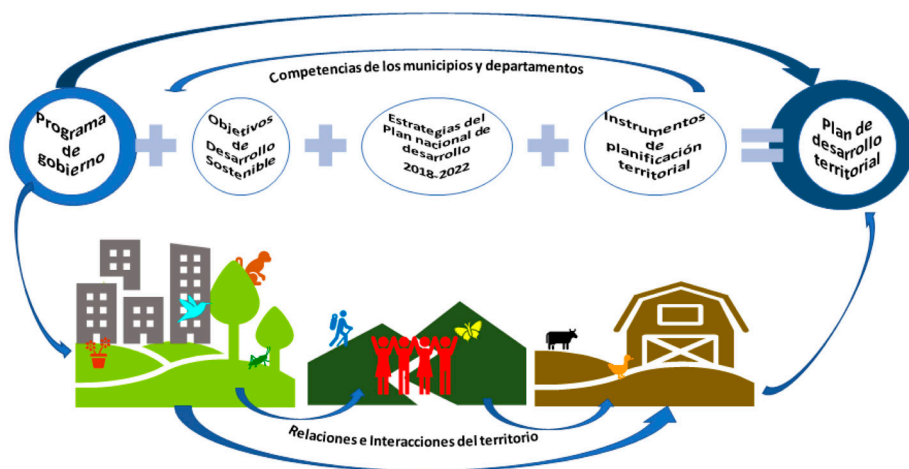 Competencias de los municipios y departamentos
Programa
de
gobierno
+
Objetivos
de
Desarrollo
Sostenible
+
Estrategias del
Plan nacional de
desarrollo
2018-2022
+
Instrumentos
de
planificación
territorial
=
Plan de
desarrollo
territorial
Relaciones e Interacciones del territorio